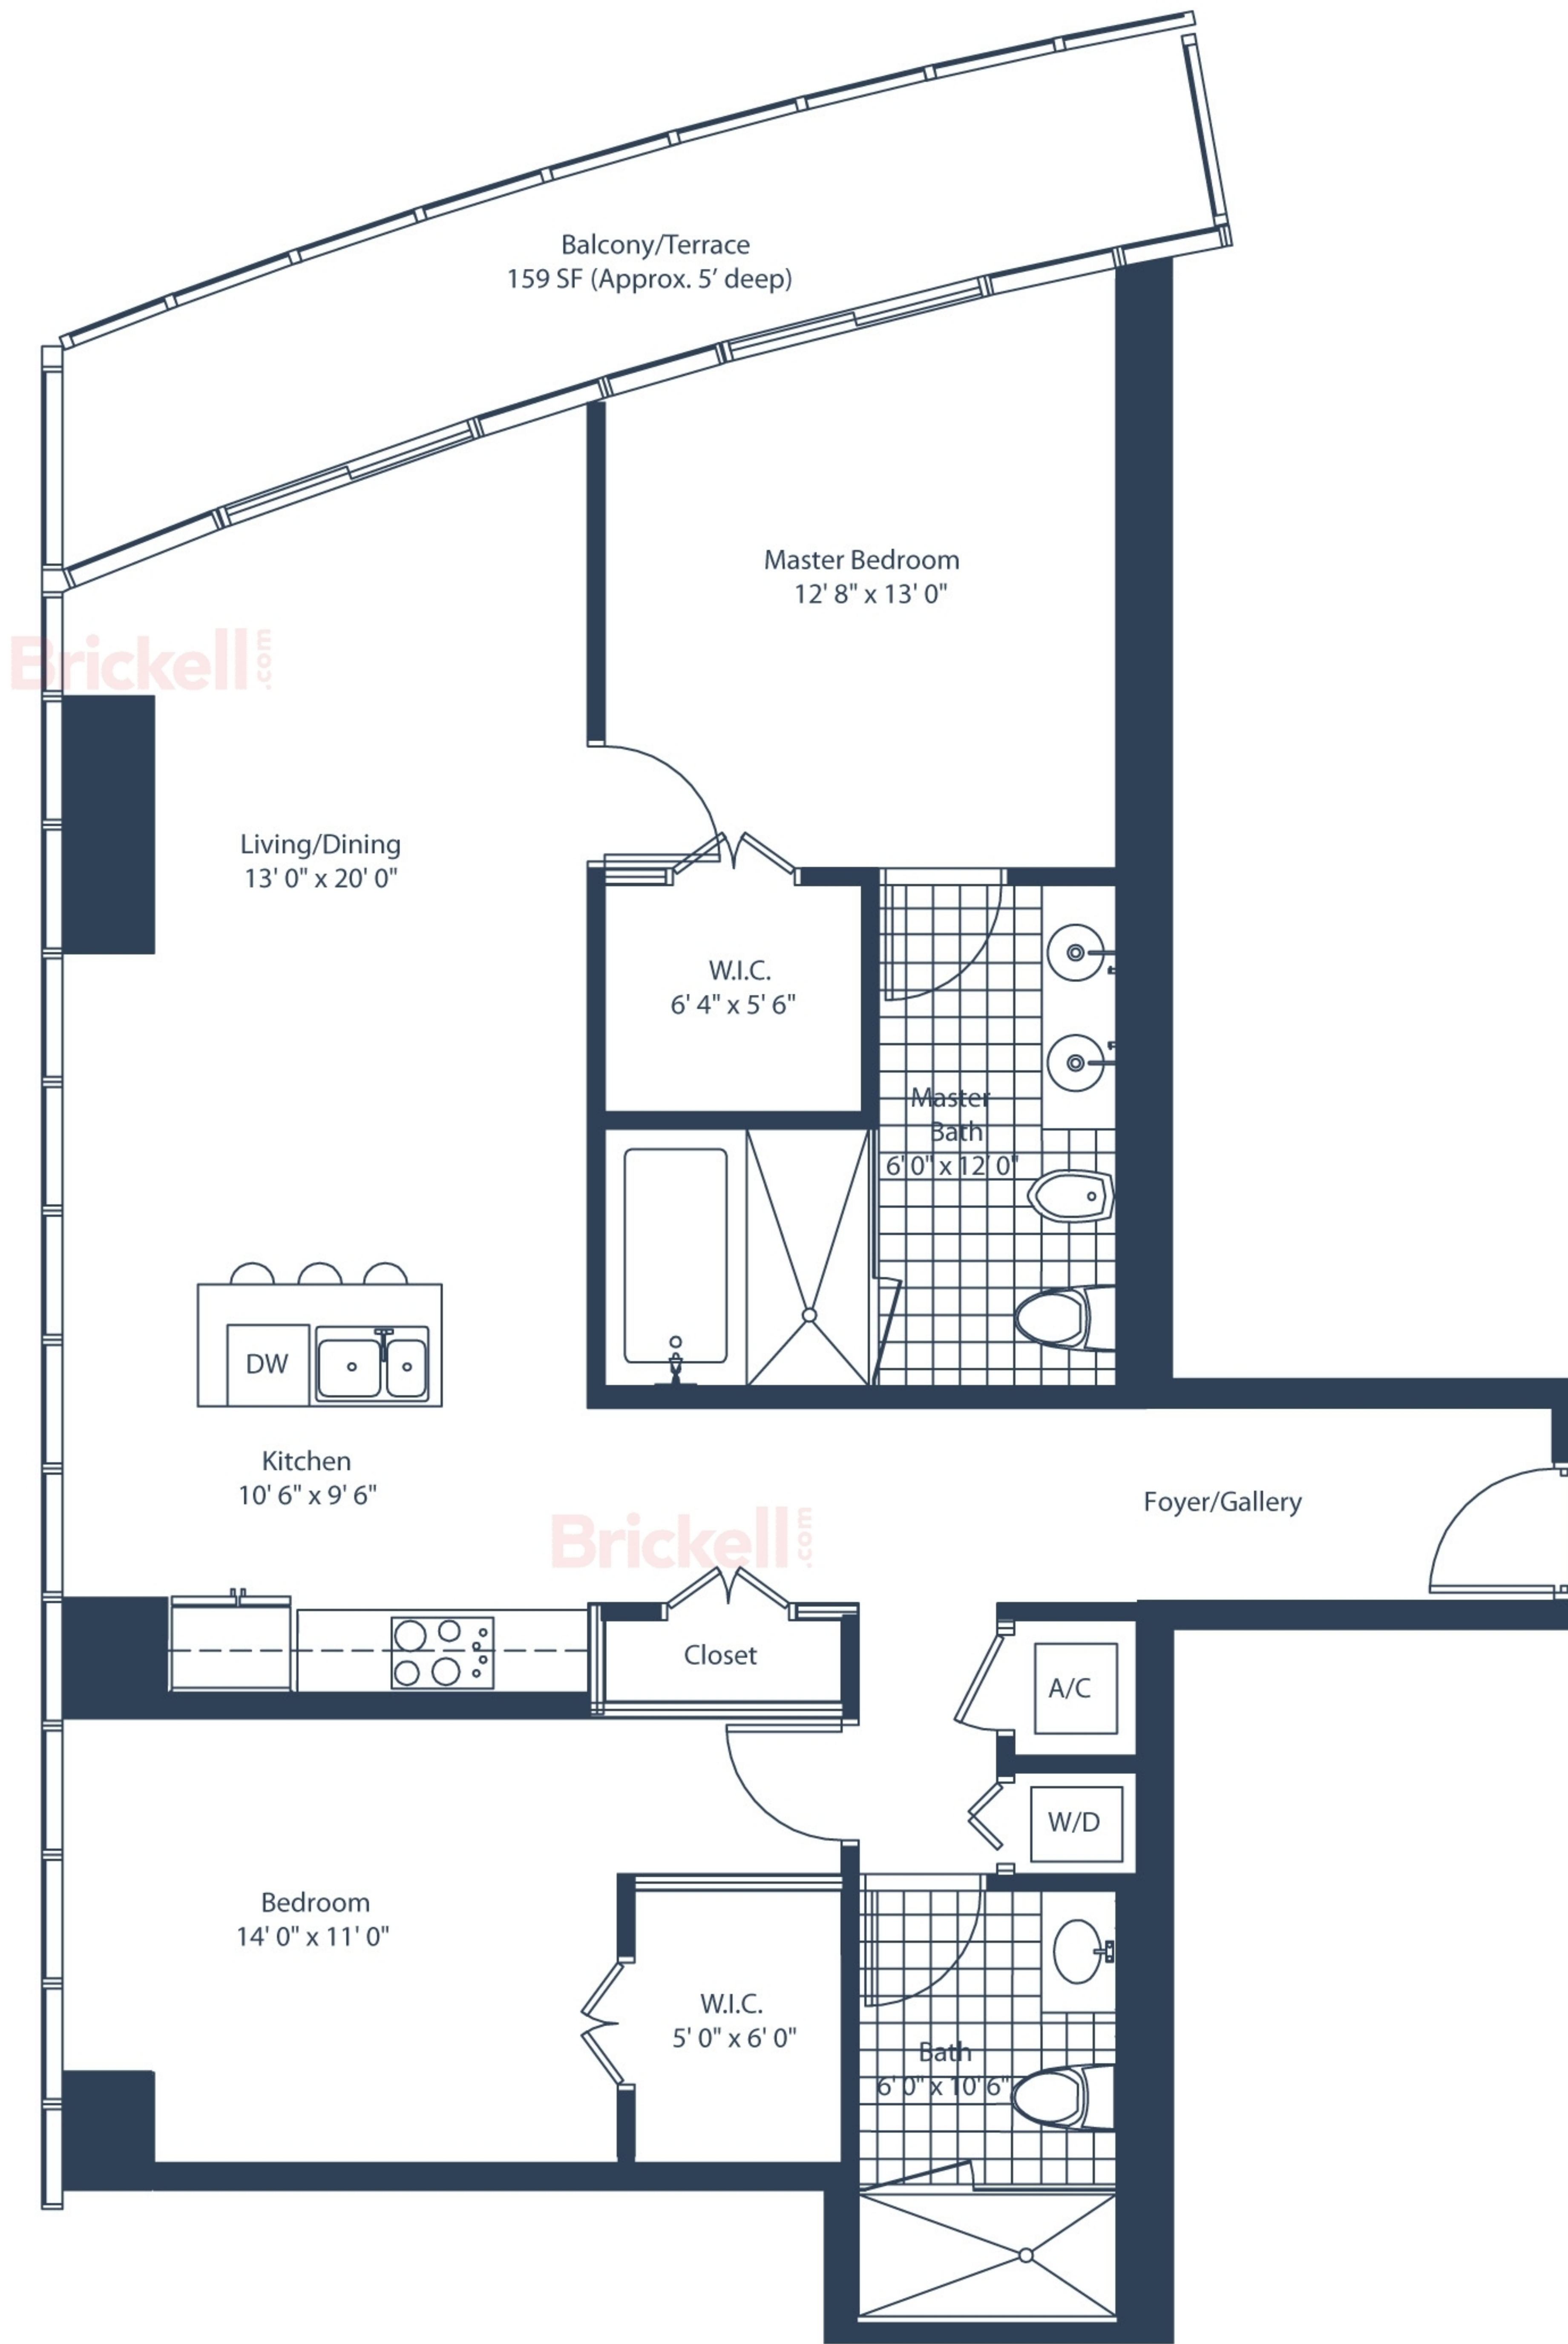 Balcony/Terrace
159 SF (Approx. 5’ deep)
Master Bedroom
12' 8" x 13' 0"
Brickell.com
Living/Dining
13' 0" x 20' 0"
W.I.C.
6' 4" x 5' 6"
Master
Bath
6' 0" x 12' 0"
DW
Kitchen
10' 6" x 9' 6"
Foyer/Gallery
Brickell.com
Closet
A/C
W/D
Bedroom
14' 0" x 11' 0"
W.I.C.
5' 0" x 6' 0"
Bath
6' 0" x 10' 6"